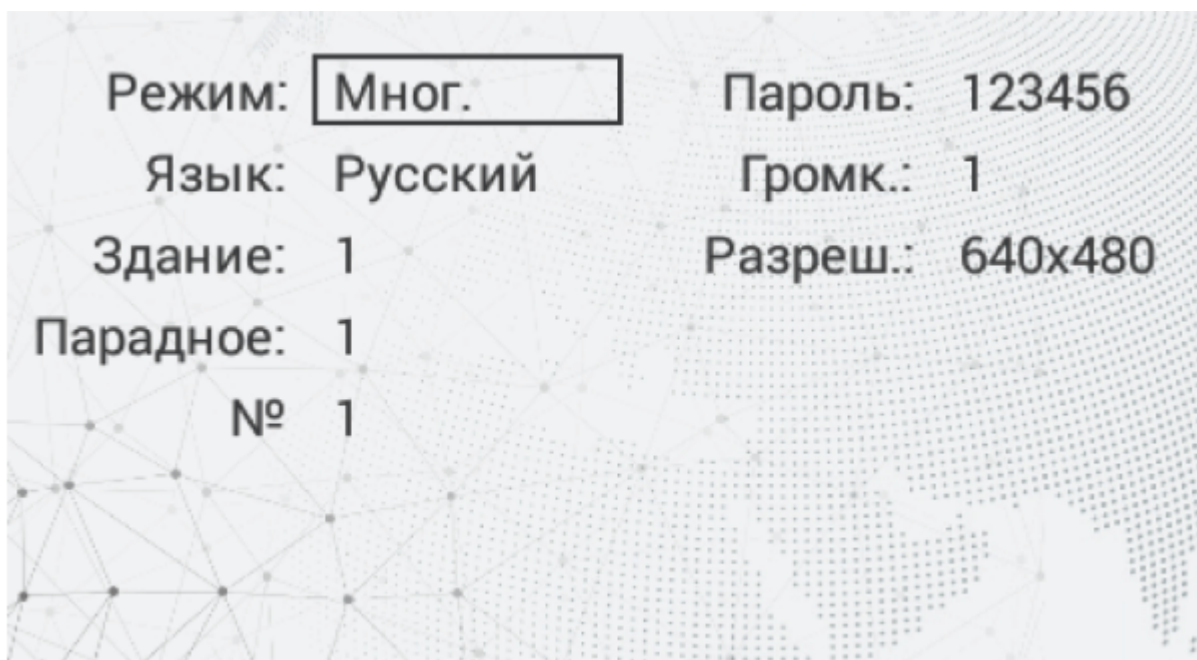 Режим: Мног. Пароль: 123456
Язык: Русский Громк.: 1
Здание: 1 Разреш.: 640x480
Парадное: 1
№ 1